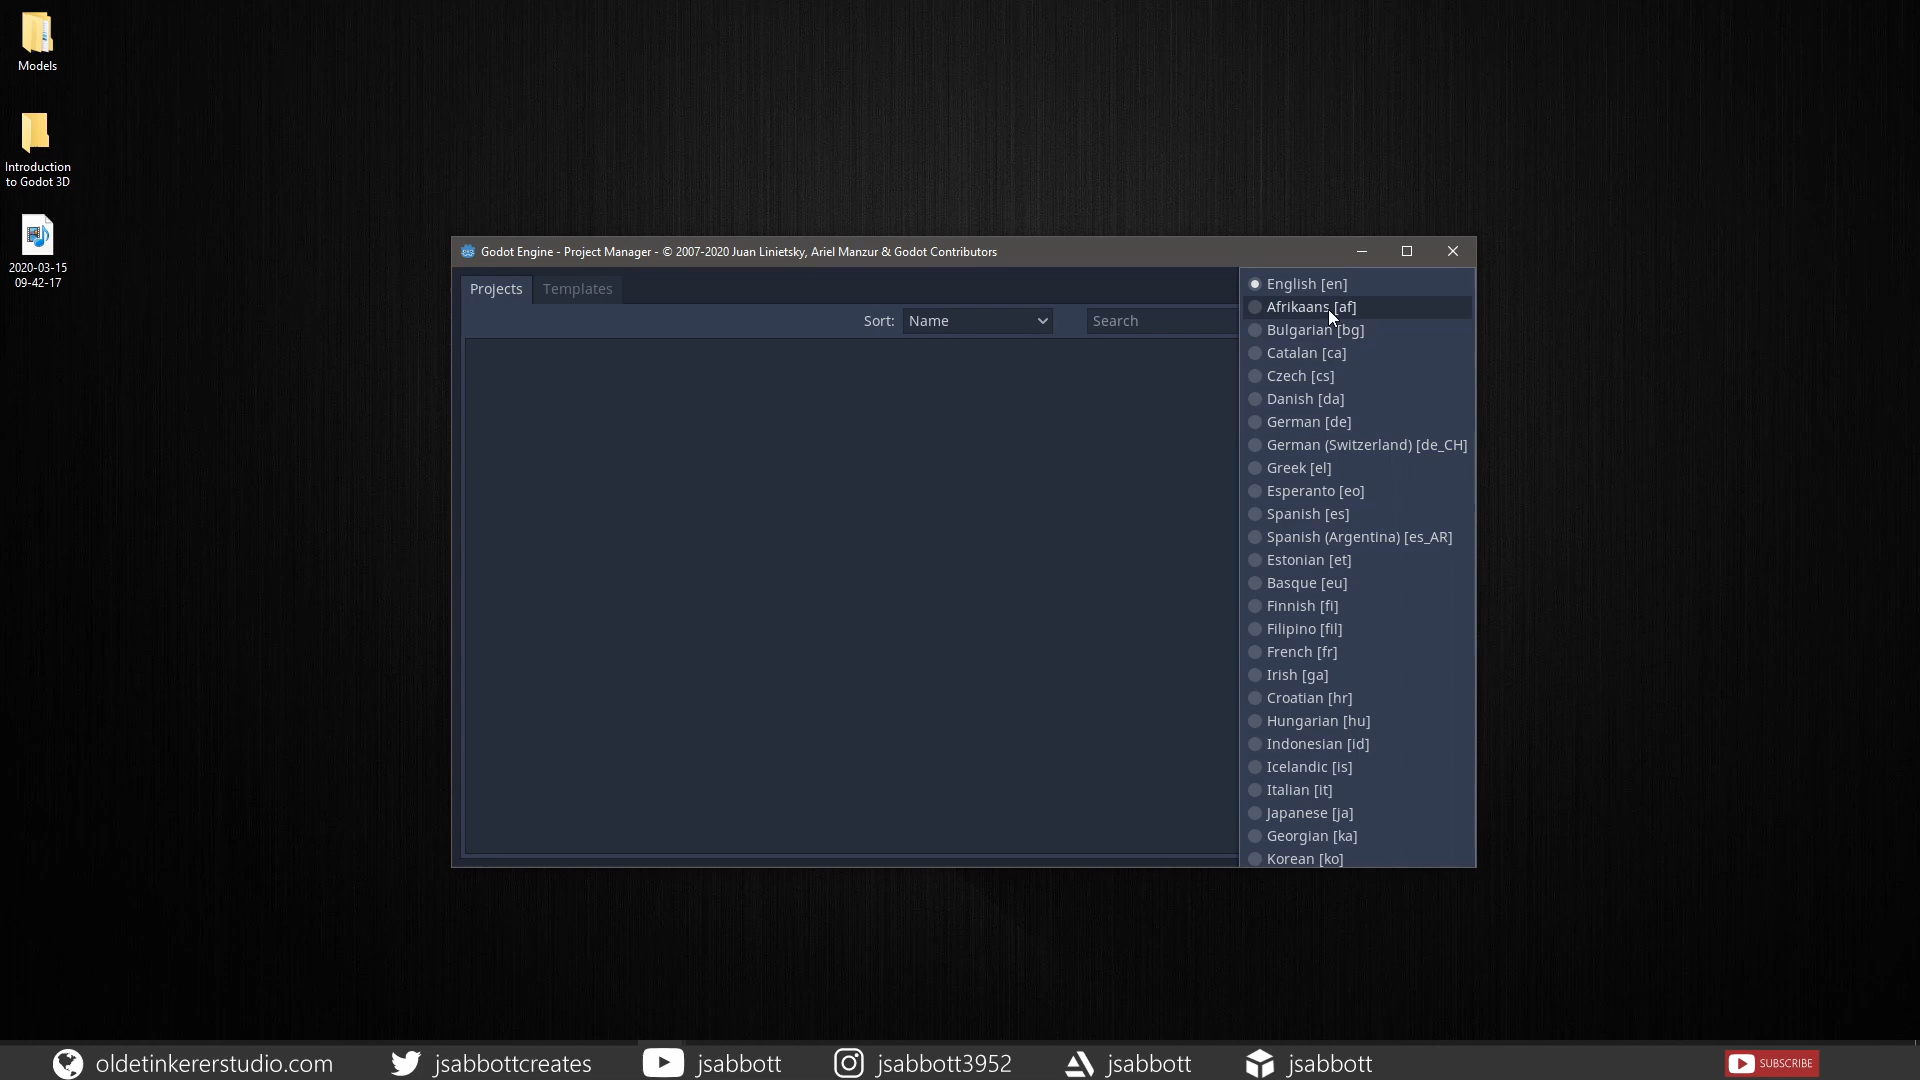 Models
Introduction
to Godot 3D
2020-03-15
09-42-17
Godot Engine - Project Manager - © 2007-2020 Juan Linietsky, Ariel Manzur & Godot Contributors
Projects
Templates
Sort:
Name
Search
English [en]
Afrikaans [af]
Bulgarian [bg]
Catalan [ca]
Czech [cs]
Danish [da]
German [de]
German (Switzerland) [de_CH]
Greek [el]
Esperanto [eo]
Spanish [es]
Spanish (Argentina) [es_AR]
Estonian [et]
Basque [eu]
Finnish [fi]
Filipino [fil]
French [fr]
Irish [ga]
Croatian [hr]
Hungarian [hu]
Indonesian [id]
Icelandic [is]
Italian [it]
Japanese [ja]
Georgian [ka]
Korean [ko]
oldetinkererstudio.com
jsabbottcreates
jsabbott
jsabbott3952
jsabbott
jsabbott
SUBSCRIBE